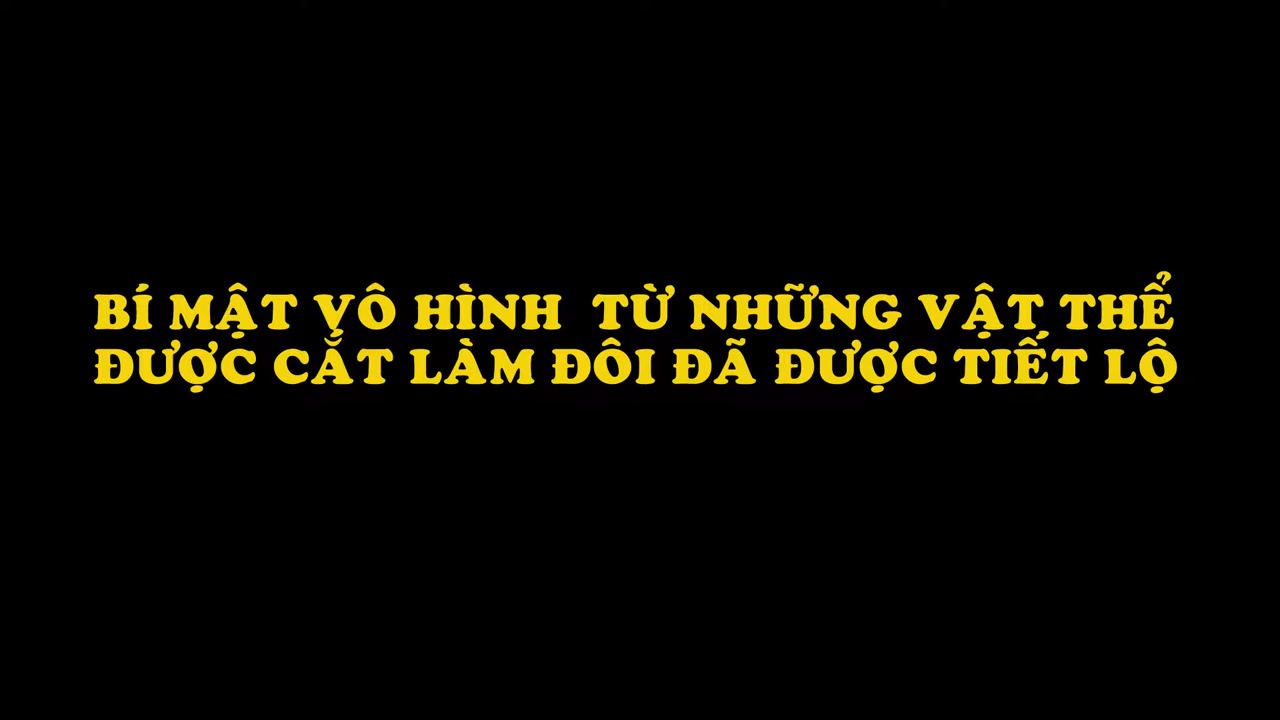 BÍ MẬT VÔ HÌNH  TỪ NHỮNG VẬT THỂ
ĐƯỢC CẮT LÀM ĐÔI ĐÃ ĐƯỢC TIẾT LỘ